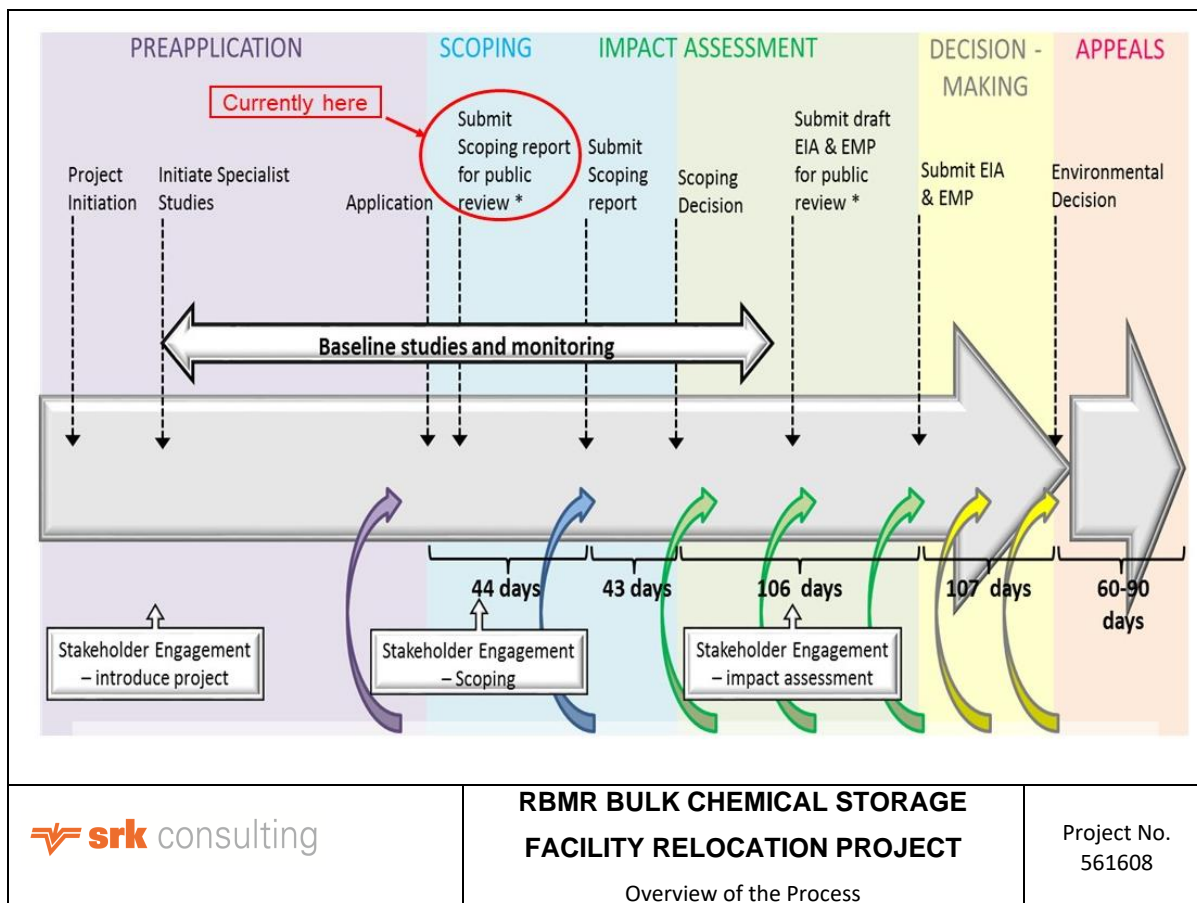 PREAPPLICATION
SCOPING
IMPACT ASSESSMENT
DECISION -
MAKING
APPEALS
Currently here
Project
Initiation
Initiate Specialist
Studies
Application
Submit
Scoping report
for public
review *
Submit
Scoping
report
Scoping
Decision
Submit draft
EIA & EMP
for public
review *
Submit EIA
& EMP
Environmental
Decision
Baseline studies and monitoring
44 days
43 days
106 days
107 days
60-90
days
Stakeholder Engagement
– introduce project
Stakeholder Engagement
– Scoping
Stakeholder Engagement
– impact assessment
srk consulting
RBMR BULK CHEMICAL STORAGE
FACILITY RELOCATION PROJECT
Overview of the Process
Project No.
561608